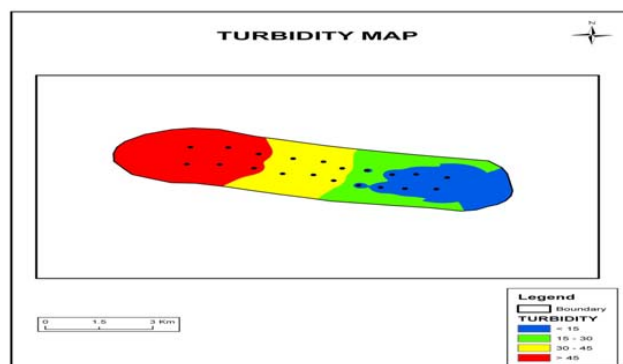 TURBIDITY MAP
N
0 1.5 3 Km
Legend
Boundary
TURBIDITY
< 15
15 - 30
30 - 45
> 45